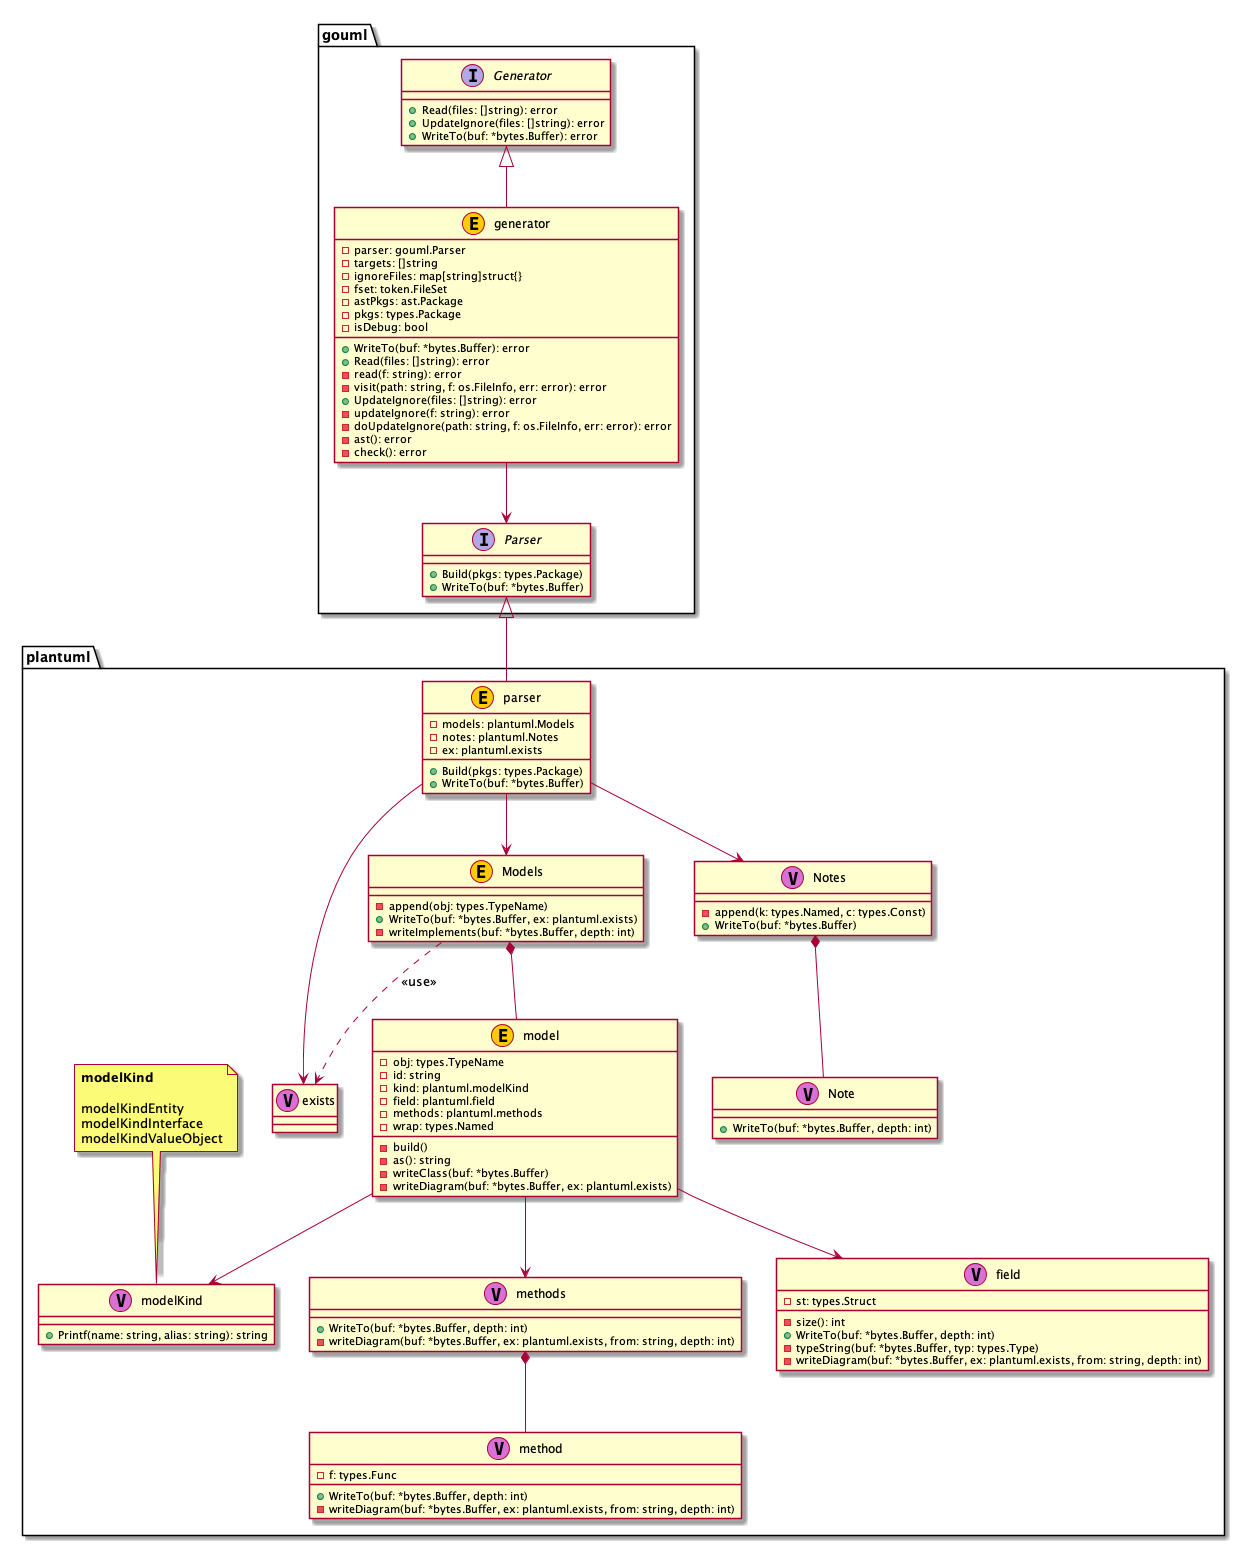 gouml
I Generator
Read(files: []string): error
UpdateIgnore(files: []string): error
WriteTo(buf: *bytes.Buffer): error
E generator
parser: gouml.Parser
targets: []string
ignoreFiles: map[string]struct{}
fset: token.FileSet
astPkgs: ast.Package
pkgs: types.Package
isDebug: bool
WriteTo(buf: *bytes.Buffer): error
Read(files: []string): error
read(f: string): error
visit(path: string, f: os.FileInfo, err: error): error
UpdateIgnore(files: []string): error
updateIgnore(f: string): error
doUpdateIgnore(path: string, f: os.FileInfo, err: error): error
ast(): error
check(): error
I Parser
Build(pkgs: types.Package)
WriteTo(buf: *bytes.Buffer)
plantuml
E parser
models: plantuml.Models
notes: plantuml.Notes
ex: plantuml.exists
Build(pkgs: types.Package)
WriteTo(buf: *bytes.Buffer)
E Models
append(obj: types.TypeName)
WriteTo(buf: *bytes.Buffer, ex: plantuml.exists)
writeImplements(buf: *bytes.Buffer, depth: int)
V Notes
append(k: types.Named, c: types.Const)
WriteTo(buf: *bytes.Buffer)
«use»
E model
obj: types.TypeName
id: string
kind: plantuml.modelKind
field: plantuml.field
methods: plantuml.methods
wrap: types.Named
build()
as(): string
writeClass(buf: *bytes.Buffer)
writeDiagram(buf: *bytes.Buffer, ex: plantuml.exists)
modelKind
modelKindEntity
modelKindInterface
modelKindValueObject
V exists
V Note
WriteTo(buf: *bytes.Buffer, depth: int)
V modelKind
Printf(name: string, alias: string): string
V methods
WriteTo(buf: *bytes.Buffer, depth: int)
writeDiagram(buf: *bytes.Buffer, ex: plantuml.exists, from: string, depth: int)
V field
st: types.Struct
size(): int
WriteTo(buf: *bytes.Buffer, depth: int)
typeString(buf: *bytes.Buffer, typ: types.Type)
writeDiagram(buf: *bytes.Buffer, ex: plantuml.exists, from: string, depth: int)
V method
f: types.Func
WriteTo(buf: *bytes.Buffer, depth: int)
writeDiagram(buf: *bytes.Buffer, ex: plantuml.exists, from: string, depth: int)